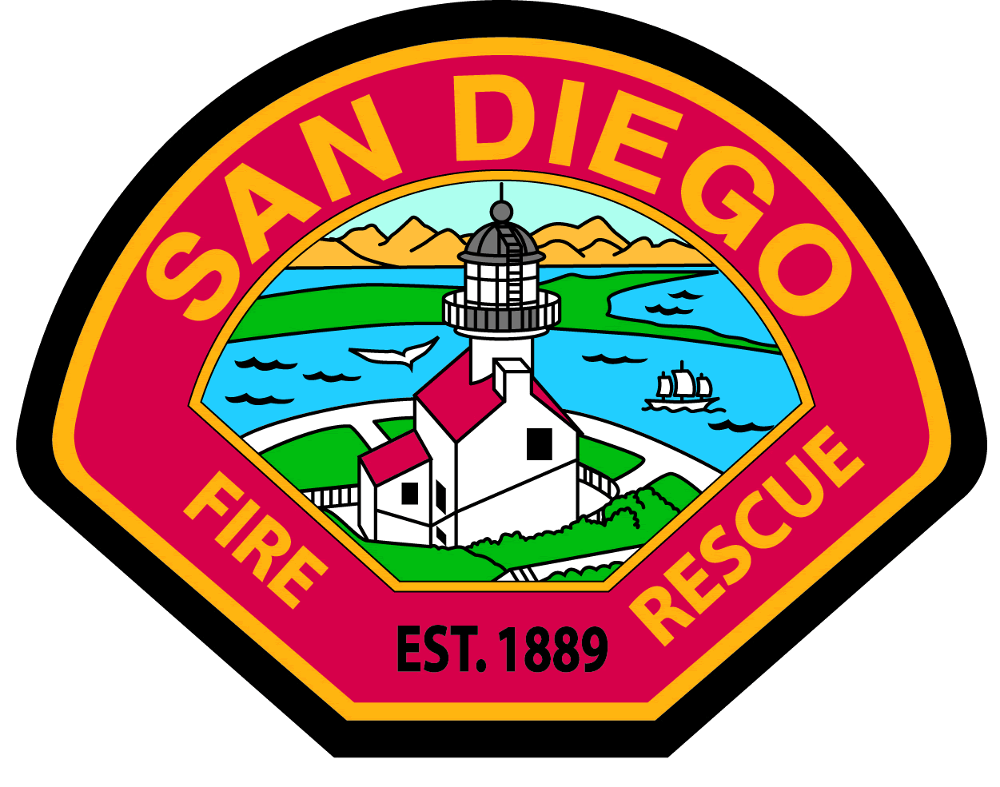 SAN DIEGO
FIRE
RESCUE
EST. 1889